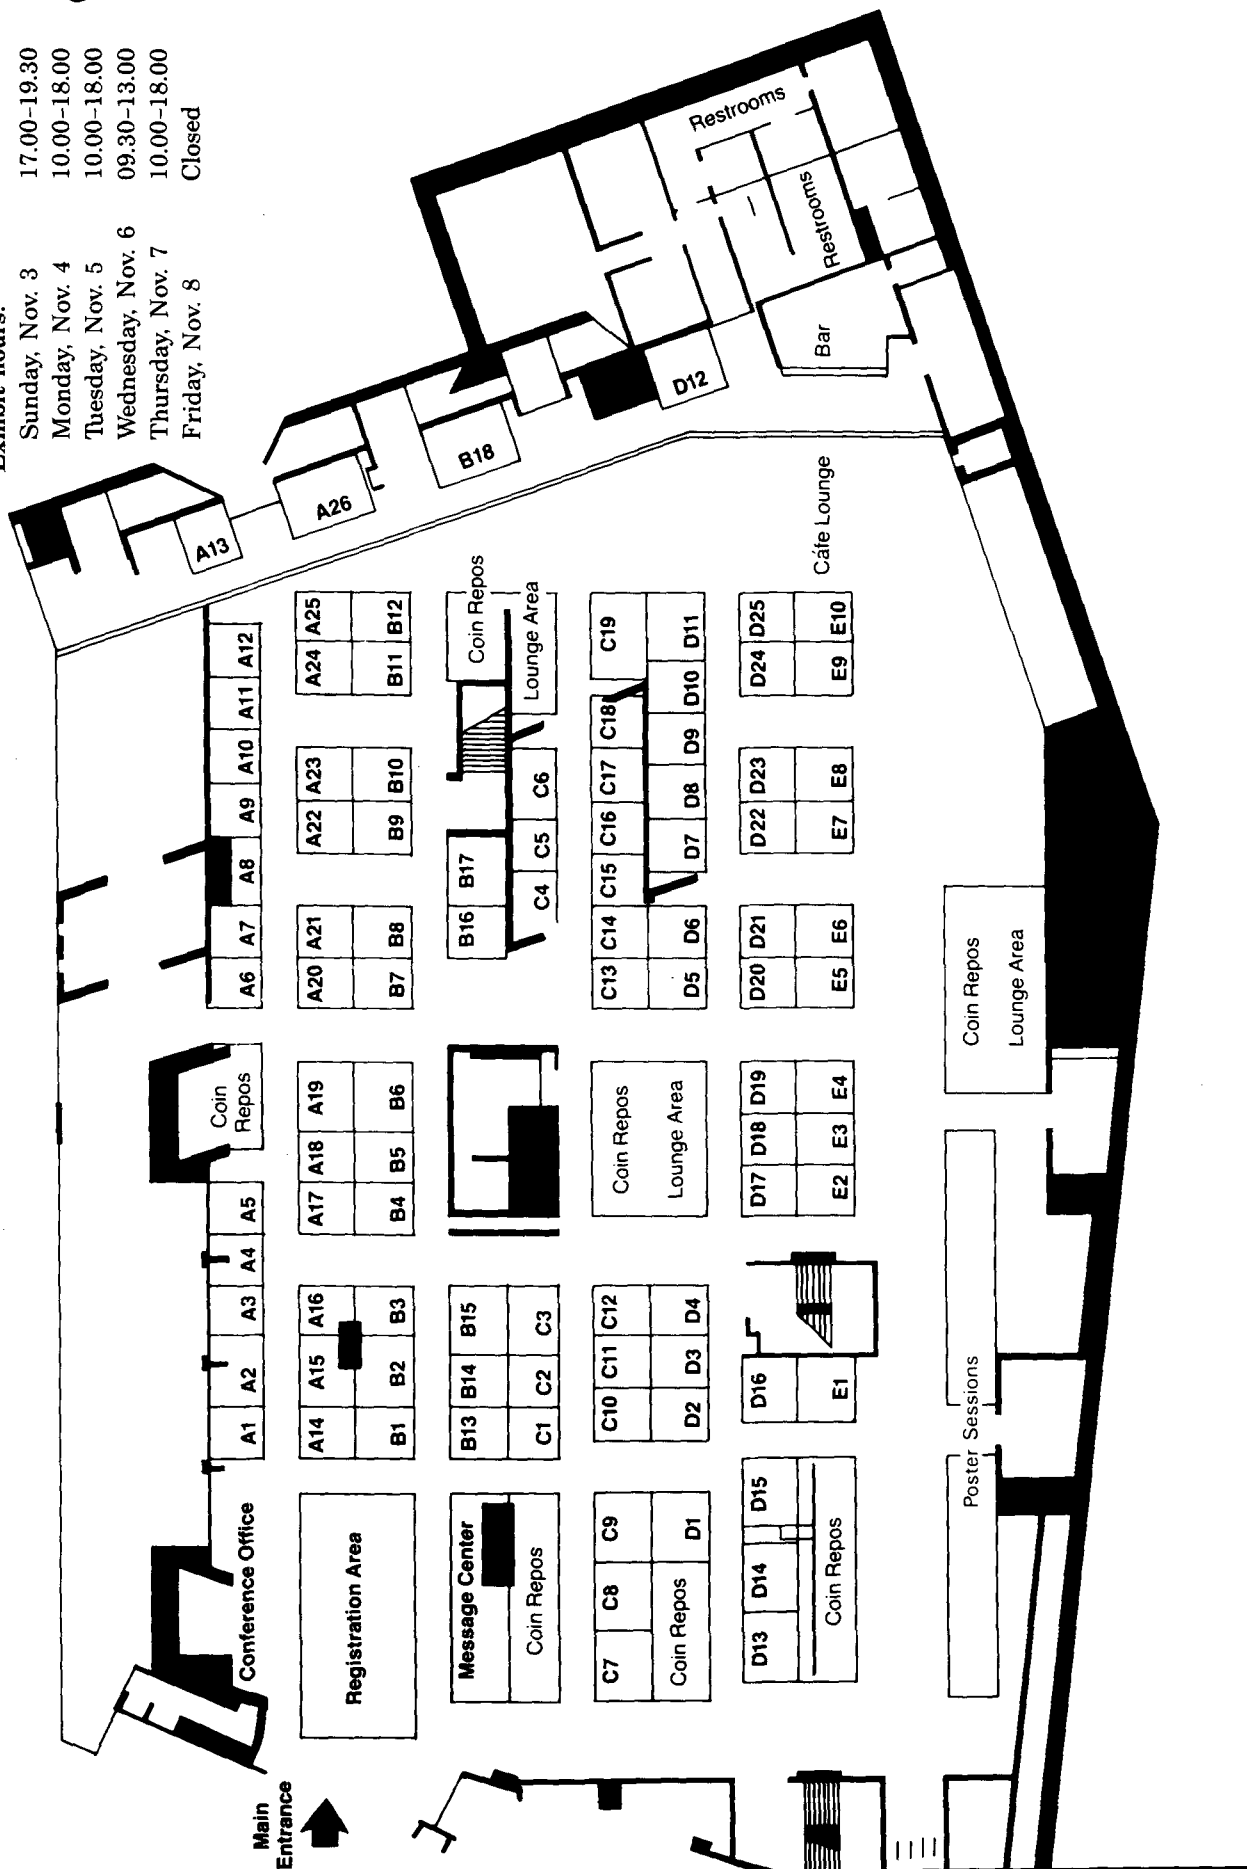 Exhibit hours:
Sunday, Nov. 3 17.00-19.30
Monday, Nov. 4 10.00-18.00
Tuesday, Nov. 5 10.00-18.00
Wednesday, Nov. 6 09.30-13.00
Thursday, Nov. 7 10.00-18.00
Friday, Nov. 8 Closed
Main
Entrance
Conference Office
A1 A2 A3 A4 A5
Coin
Repos
A6 A7 A8 A9 A10 A11 A12
A13
A26
Registration Area
A14 A15 A16
A17 A18 A19
A20 A21
A22 A23
A24 A25
B1 B2 B3
B4 B5 B6
B7 B8
B9 B10
B11 B12
B18
Message Center
Coin Repos
B13 B14 B15
C1 C2 C3
B16 B17
C4 C5 C6
Coin Repos
Lounge Area
C7 C8 C9
Coin Repos D1
C10 C11 C12
D2 D3 D4
Coin Repos
Lounge Area
C13 C14 C15 C16 C17 C18 C19
D5 D6 D7 D8 D9 D10 D11
D12
D13 D14 D15
Coin Repos
D16
E1
D17 D18 D19
E2 E3 E4
D20 D21
E5 E6
D22 D23
E7 E8
D24 D25
E9 E10
Cáfe Lounge
Bar
Restrooms
Restrooms
Poster Sessions
Coin Repos
Lounge Area